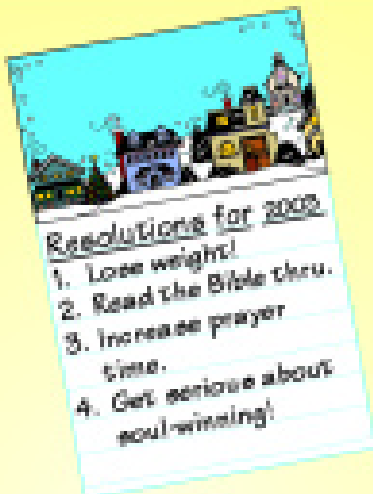 Resolutions for 2003
1. Lose weight!
2. Read the Bible thru.
3. Increase prayer
time.
4. Get serious about
soul-winning!